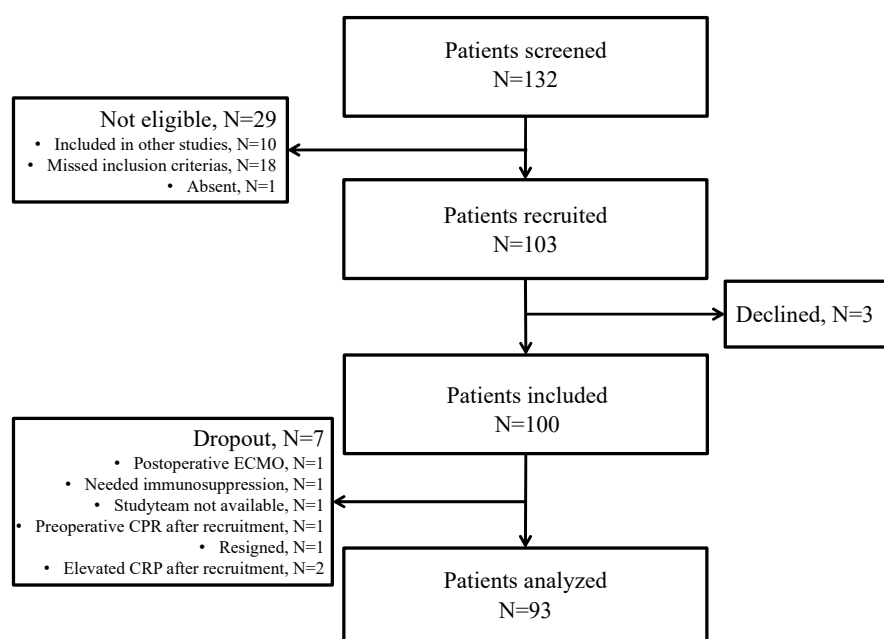 Patients screened
N=132
Not eligible, N=29
• Included in other studies, N=10
• Missed inclusion criterias, N=18
• Absent, N=1
Patients recruited
N=103
Declined, N=3
Patients included
N=100
Dropout, N=7
• Postoperative ECMO, N=1
• Needed immunosuppression, N=1
• Studyteam not available, N=1
• Preoperative CPR after recruitment, N=1
• Resigned, N=1
• Elevated CRP after recruitment, N=2
Patients analyzed
N=93